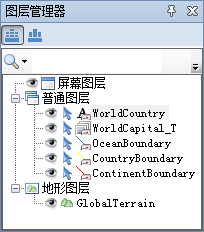 图层管理器
屏幕图层
普通图层
WorldCountry
WorldCapital_T
OceanBoundary
CountryBoundary
ContinentBoundary
地形图层
GlobalTerrain